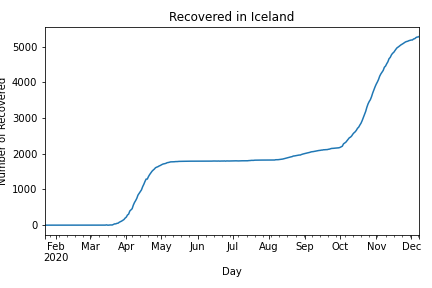 Recovered in Iceland
Number of Recovered
5000
4000
3000
2000
1000
0
Feb Mar Apr May Jun Jul Aug Sep Oct Nov Dec
2020
Day